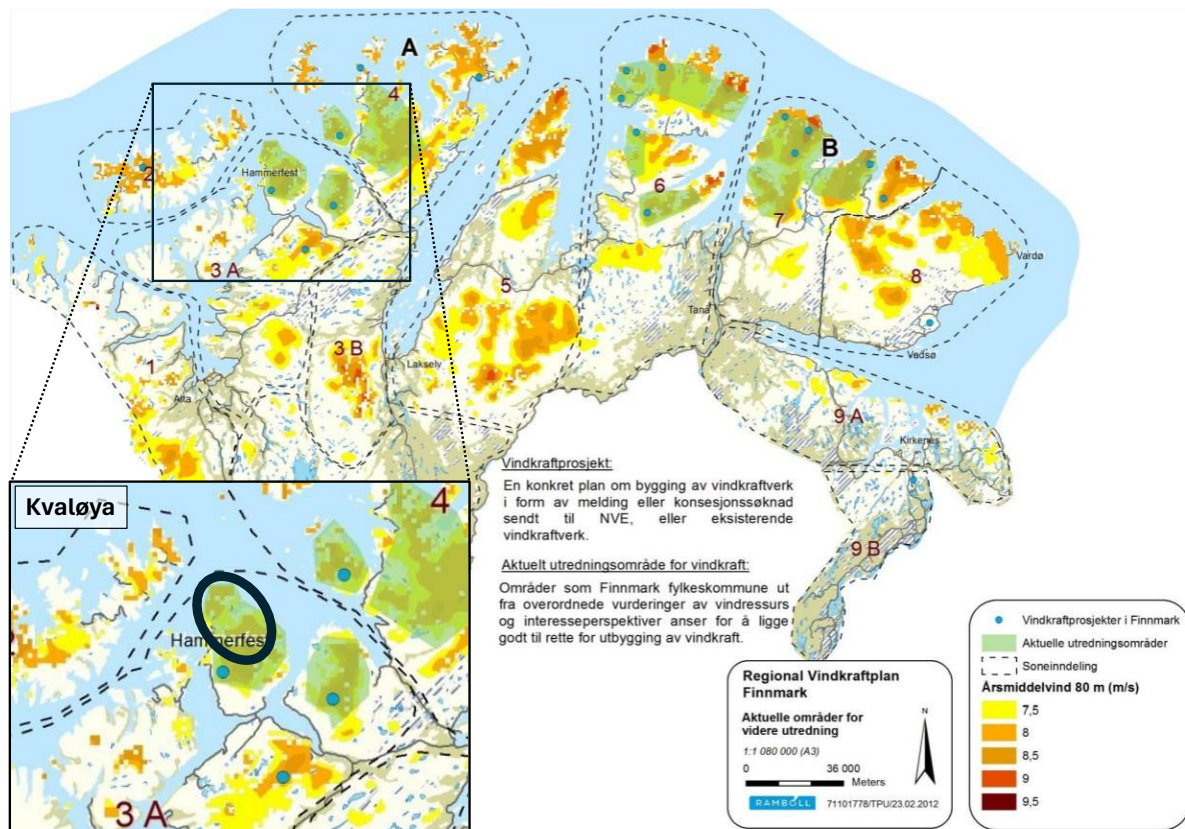 A
4
2
Hammerfest
B
6
7
3 A
8
Vardø
5
Tana
3 B
Vadsø
Lakselv
1
Alta
9 A
Kirkenes
9 B
Kvaløya
4
Hammerfest
3 A
Vindkraftprosjekt:
En konkret plan om bygging av vindkraftverk
i form av melding eller konsesjonssøknad
sendt til NVE, eller eksisterende
vindkraftverk.
Aktuelt utredningsområde for vindkraft:
Områder som Finnmark fylkeskommune ut
fra overordnede vurderinger av vindressurs
og interesseperspektiver anser for å ligge
godt til rette for utbygging av vindkraft.
Regional Vindkraftplan
Finnmark
Aktuelle områder for
videre utredning
1:1 080 000 (A3)
N
0 36 000
Meters
RAMBOLL 71101778/TPU/23.02.2012
Vindkraftprosjekter i Finnmark
Aktuelle utredningsområder
Soneinndeling
Årsmiddelvind 80 m (m/s)
7,5
8
8,5
9
9,5